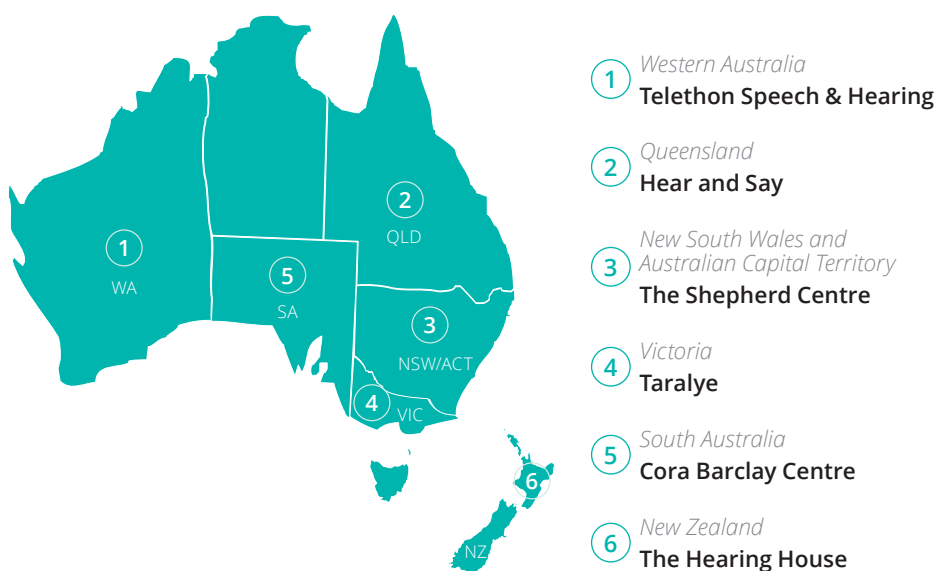 1
WA
2
QLD
5
SA
3
NSW/ACT
4
VIC
6
NZ
1
Western Australia
Telethon Speech & Hearing
2
Queensland
Hear and Say
3
New South Wales and
Australian Capital Territory
The Shepherd Centre
4
Victoria
Taralye
5
South Australia
Cora Barclay Centre
6
New Zealand
The Hearing House